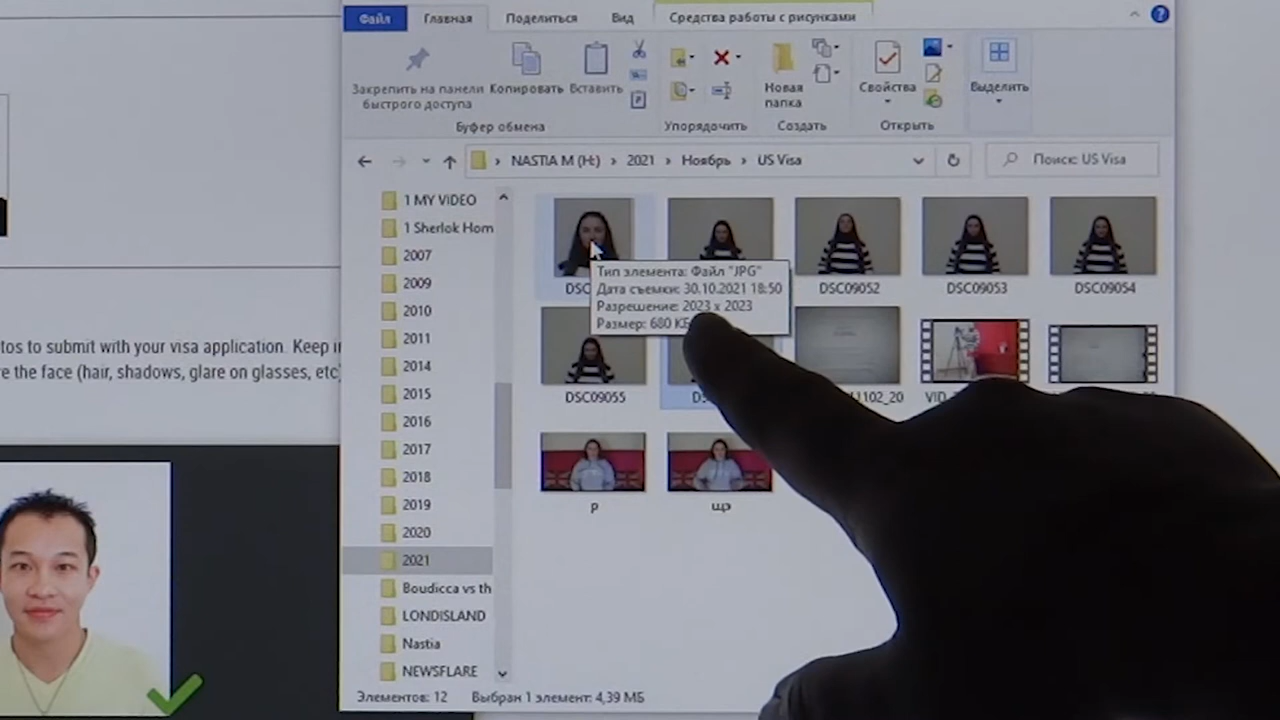 Файл Главная Поделиться Вид Средства работы с рисунками
Закрепить на панели быстрого доступа
Копировать
Вставить
Новая папка
Свойства
Выделить
Буфер обмена
Упорядочить
Создать
Открыть
NASTIA M (H:) › 2021 › Ноябрь › US Visa
Поиск: US Visa
1 MY ViDEO
1 Sherlok Hom
2007
2009
2010
2011
2014
2015
2016
2017
2018
2019
2020
2021
Boudicca vs th
LONDISLAND
Nastia
NEWSFLARE
DSC
Тип элемента: Файл "JPG"
Дата съемки: 30.10.2021 18:50
Разрешение: 2023 x 2023
Размер: 680 КБ
DSC09052
DSC09053
DSC09054
DSC09055
р
щэ
Элементов: 12 Выбран 1 элемент: 4,39 МБ
tos to submit with your visa application. Keep i
e the face (hair, shadows, glare on glasses, etc)